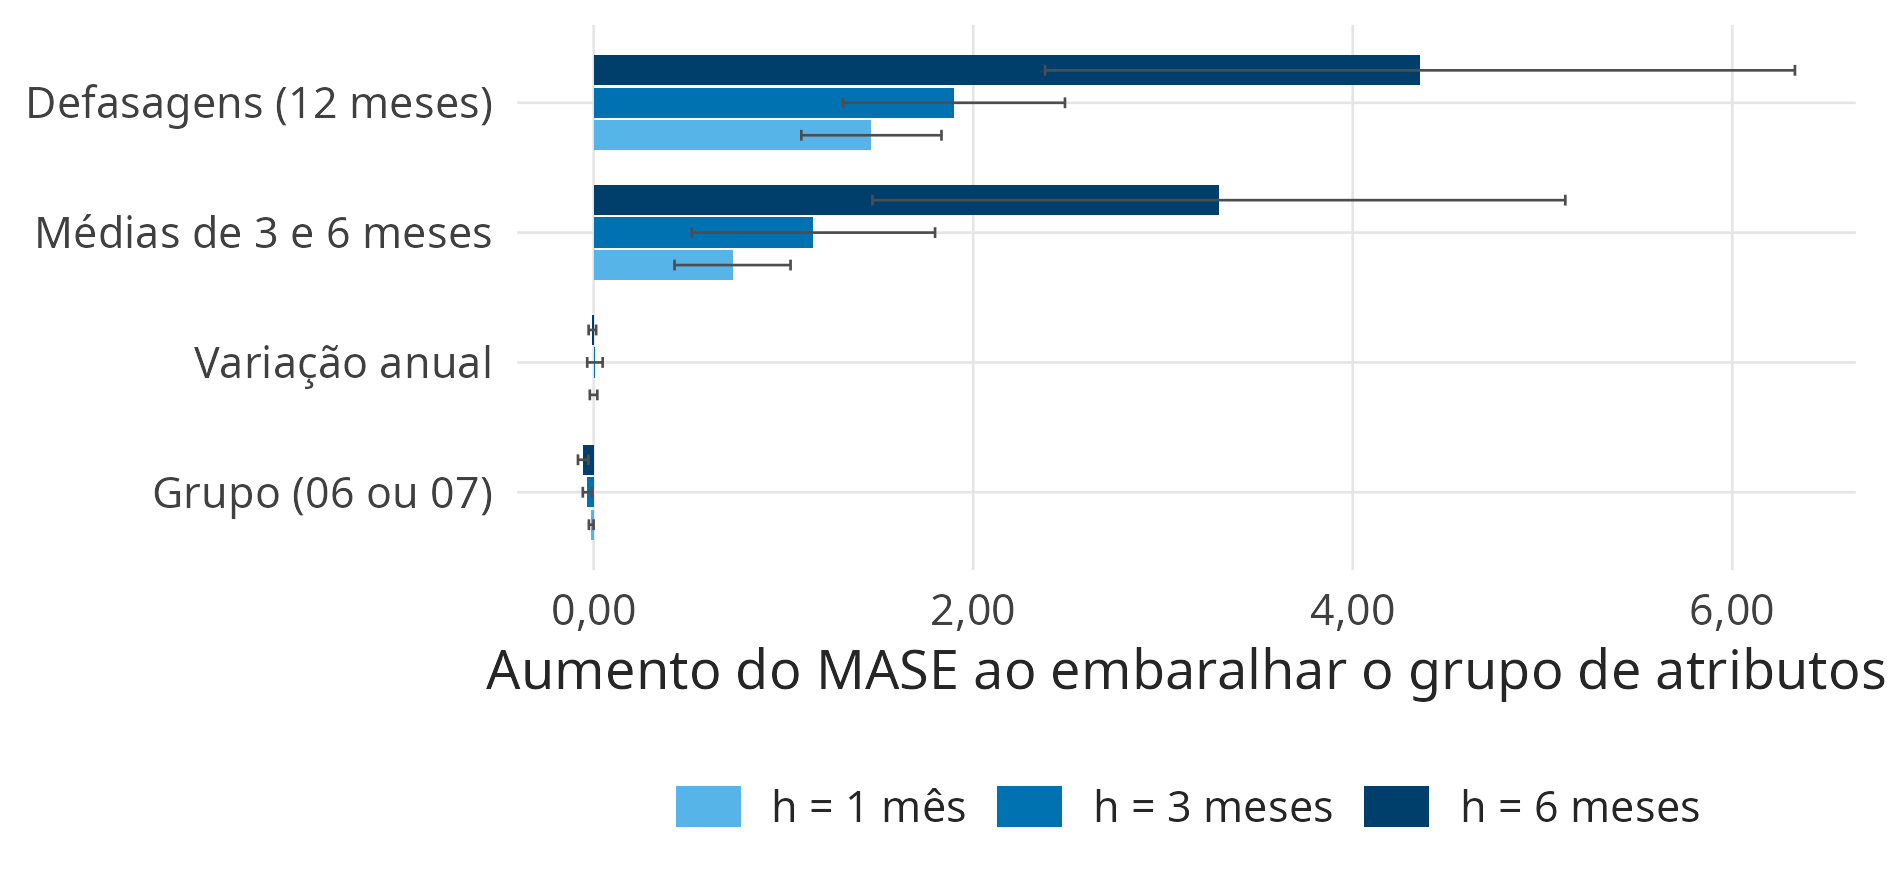 Defasagens (12 meses)
Médias de 3 e 6 meses
Variação anual
Grupo (06 ou 07)
0,00 2,00 4,00 6,00
Aumento do MASE ao embaralhar o grupo de atributos
h = 1 mês h = 3 meses h = 6 meses